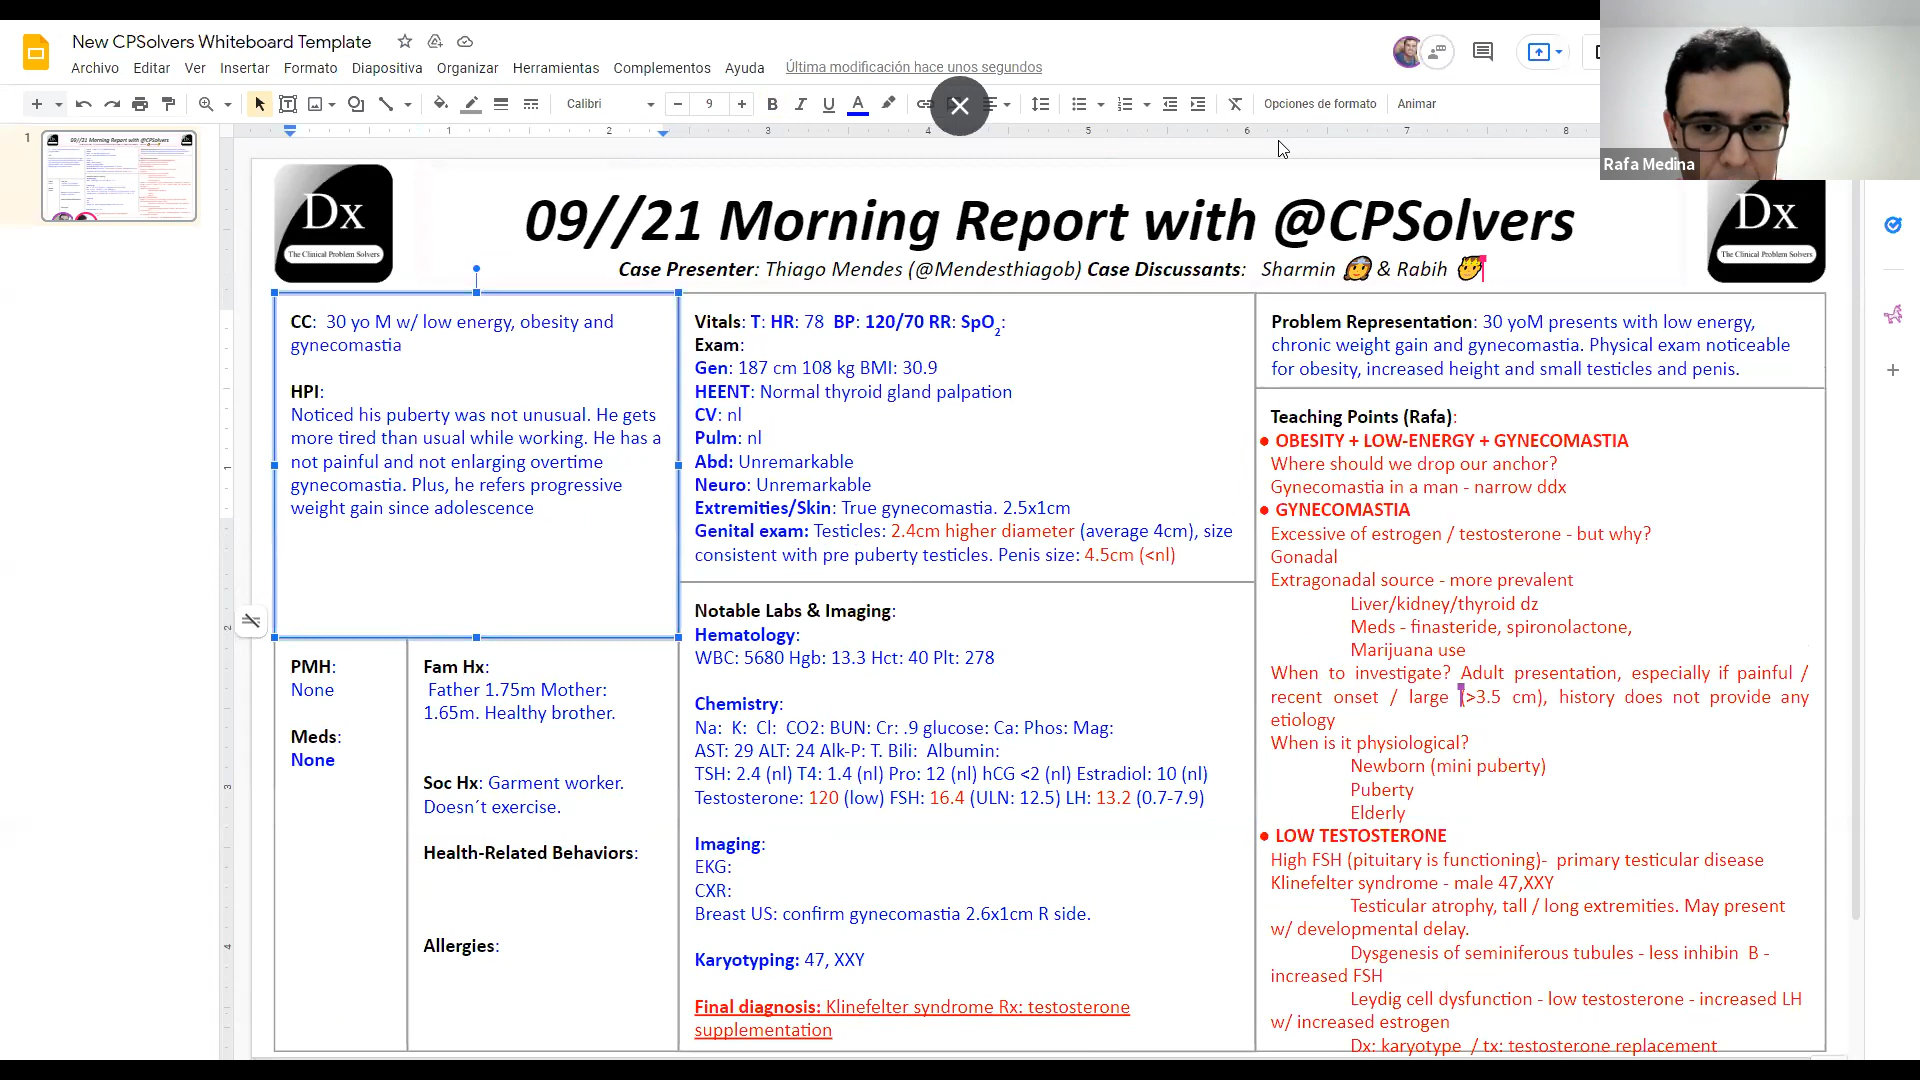 New CPSolvers Whiteboard Template
Archivo Editar Ver Insertar Formato Diapositiva Organizar Herramientas Complementos Ayuda Última modificación hace unos segundos
Calibri 9 Opciones de formato Animar
1 2 3 4 5 6 7 8
1
Rafa Medina
Dx
The Clinical Problem Solvers
09//21 Morning Report with @CPSolvers
Case Presenter: Thiago Mendes (@Mendesthiagob) Case Discussants: Sharmin & Rabih
Dx
The Clinical Problem Solvers
CC: 30 yo M w/ low energy, obesity and
gynecomastia
HPI:
Noticed his puberty was not unusual. He gets
more tired than usual while working. He has a
not painful and not enlarging overtime
gynecomastia. Plus, he refers progressive
weight gain since adolescence
PMH:
None
Meds:
None
Fam Hx:
Father 1.75m Mother:
1.65m. Healthy brother.
Soc Hx: Garment worker.
Doesn´t exercise.
Health-Related Behaviors:
Allergies:
Vitals: T: HR: 78 BP: 120/70 RR: SpO2:
Exam:
Gen: 187 cm 108 kg BMI: 30.9
HEENT: Normal thyroid gland palpation
CV: nl
Pulm: nl
Abd: Unremarkable
Neuro: Unremarkable
Extremities/Skin: True gynecomastia. 2.5x1cm
Genital exam: Testicles: 2.4cm higher diameter (average 4cm), size
consistent with pre puberty testicles. Penis size: 4.5cm (<nl)
Notable Labs & Imaging:
Hematology:
WBC: 5680 Hgb: 13.3 Hct: 40 Plt: 278
Chemistry:
Na: K: Cl: CO2: BUN: Cr: .9 glucose: Ca: Phos: Mag:
AST: 29 ALT: 24 Alk-P: T. Bili: Albumin:
TSH: 2.4 (nl) T4: 1.4 (nl) Pro: 12 (nl) hCG <2 (nl) Estradiol: 10 (nl)
Testosterone: 120 (low) FSH: 16.4 (ULN: 12.5) LH: 13.2 (0.7-7.9)
Imaging:
EKG:
CXR:
Breast US: confirm gynecomastia 2.6x1cm R side.
Karyotyping: 47, XXY
Final diagnosis: Klinefelter syndrome Rx: testosterone
supplementation
Problem Representation: 30 yoM presents with low energy,
chronic weight gain and gynecomastia. Physical exam noticeable
for obesity, increased height and small testicles and penis.
Teaching Points (Rafa):
● OBESITY + LOW-ENERGY + GYNECOMASTIA
Where should we drop our anchor?
Gynecomastia in a man - narrow ddx
● GYNECOMASTIA
Excessive of estrogen / testosterone - but why?
Gonadal
Extragonadal source - more prevalent
Liver/kidney/thyroid dz
Meds - finasteride, spironolactone,
Marijuana use
When to investigate? Adult presentation, especially if painful /
recent onset / large (>3.5 cm), history does not provide any
etiology
When is it physiological?
Newborn (mini puberty)
Puberty
Elderly
● LOW TESTOSTERONE
High FSH (pituitary is functioning)- primary testicular disease
Klinefelter syndrome - male 47,XXY
Testicular atrophy, tall / long extremities. May present
w/ developmental delay.
Dysgenesis of seminiferous tubules - less inhibin B -
increased FSH
Leydig cell dysfunction - low testosterone - increased LH
w/ increased estrogen
Dx: karyotype / tx: testosterone replacement
1
2
3
4